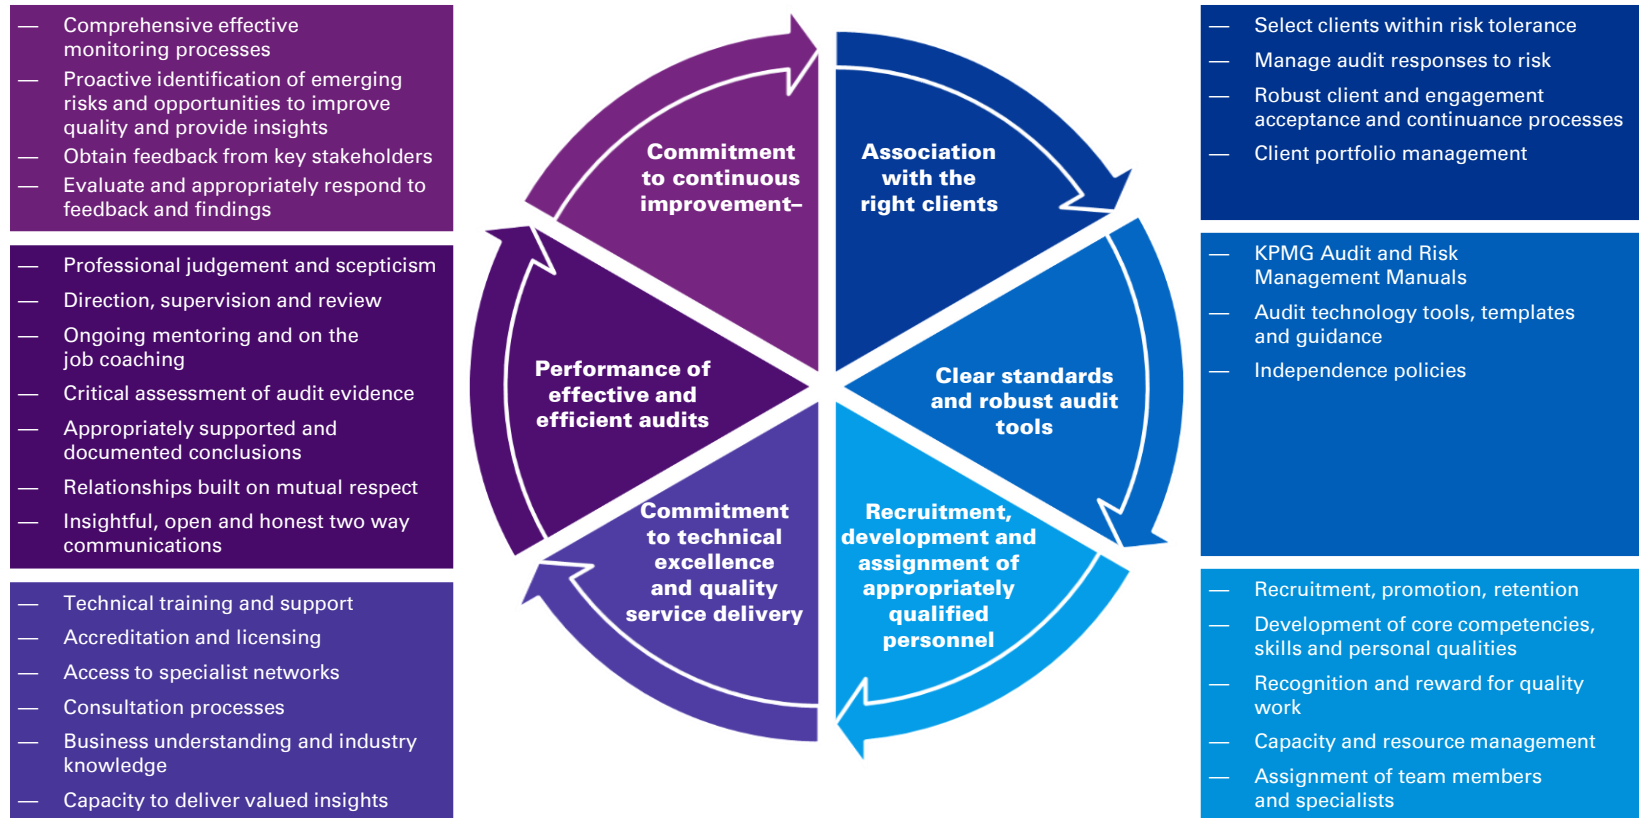 — Comprehensive effective
monitoring processes
— Proactive identification of emerging
risks and opportunities to improve
quality and provide insights
— Obtain feedback from key stakeholders
— Evaluate and appropriately respond to
feedback and findings
— Professional judgement and scepticism
— Direction, supervision and review
— Ongoing mentoring and on the
job coaching
— Critical assessment of audit evidence
— Appropriately supported and
documented conclusions
— Relationships built on mutual respect
— Insightful, open and honest two way
communications
— Technical training and support
— Accreditation and licensing
— Access to specialist networks
— Consultation processes
— Business understanding and industry
knowledge
— Capacity to deliver valued insights
Commitment
to continuous
improvement–
Association
with the
right clients
Performance of
effective and
efficient audits
Clear standards
and robust audit
tools
Commitment
to technical
excellence
and quality
service delivery
Recruitment,
development and
assignment of
appropriately
qualified
personnel
— Select clients within risk tolerance
— Manage audit responses to risk
— Robust client and engagement
acceptance and continuance processes
— Client portfolio management
— KPMG Audit and Risk
Management Manuals
— Audit technology tools, templates
and guidance
— Independence policies
— Recruitment, promotion, retention
— Development of core competencies,
skills and personal qualities
— Recognition and reward for quality
work
— Capacity and resource management
— Assignment of team members
and specialists